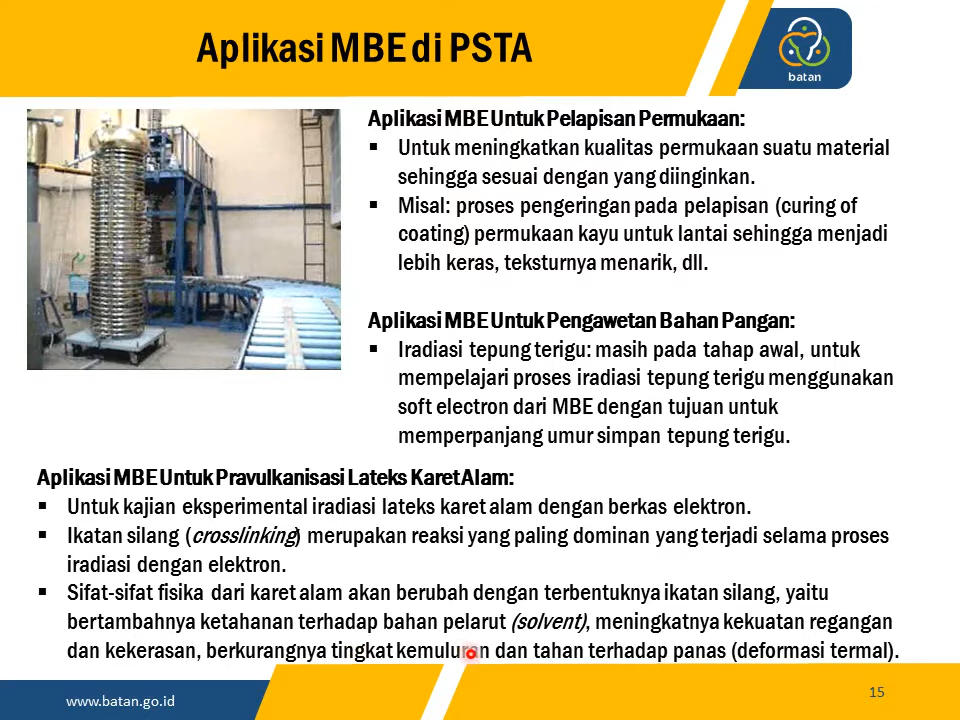 Aplikasi MBE di PSTA
batan
Aplikasi MBE Untuk Pelapisan Permukaan:
▪ Untuk meningkatkan kualitas permukaan suatu material
sehingga sesuai dengan yang diinginkan.
▪ Misal: proses pengeringan pada pelapisan (curing of
coating) permukaan kayu untuk lantai sehingga menjadi
lebih keras, teksturnya menarik, dll.
Aplikasi MBE Untuk Pengawetan Bahan Pangan:
▪ Iradiasi tepung terigu: masih pada tahap awal, untuk
mempelajari proses iradiasi tepung terigu menggunakan
soft electron dari MBE dengan tujuan untuk
memperpanjang umur simpan tepung terigu.
Aplikasi MBE Untuk Pravulkanisasi Lateks Karet Alam:
▪ Untuk kajian eksperimental iradiasi lateks karet alam dengan berkas elektron.
▪ Ikatan silang (crosslinking) merupakan reaksi yang paling dominan yang terjadi selama proses
iradiasi dengan elektron.
▪ Sifat-sifat fisika dari karet alam akan berubah dengan terbentuknya ikatan silang, yaitu
bertambahnya ketahanan terhadap bahan pelarut (solvent), meningkatnya kekuatan regangan
dan kekerasan, berkurangnya tingkat kemuluran dan tahan terhadap panas (deformasi termal).
www.batan.go.id
15